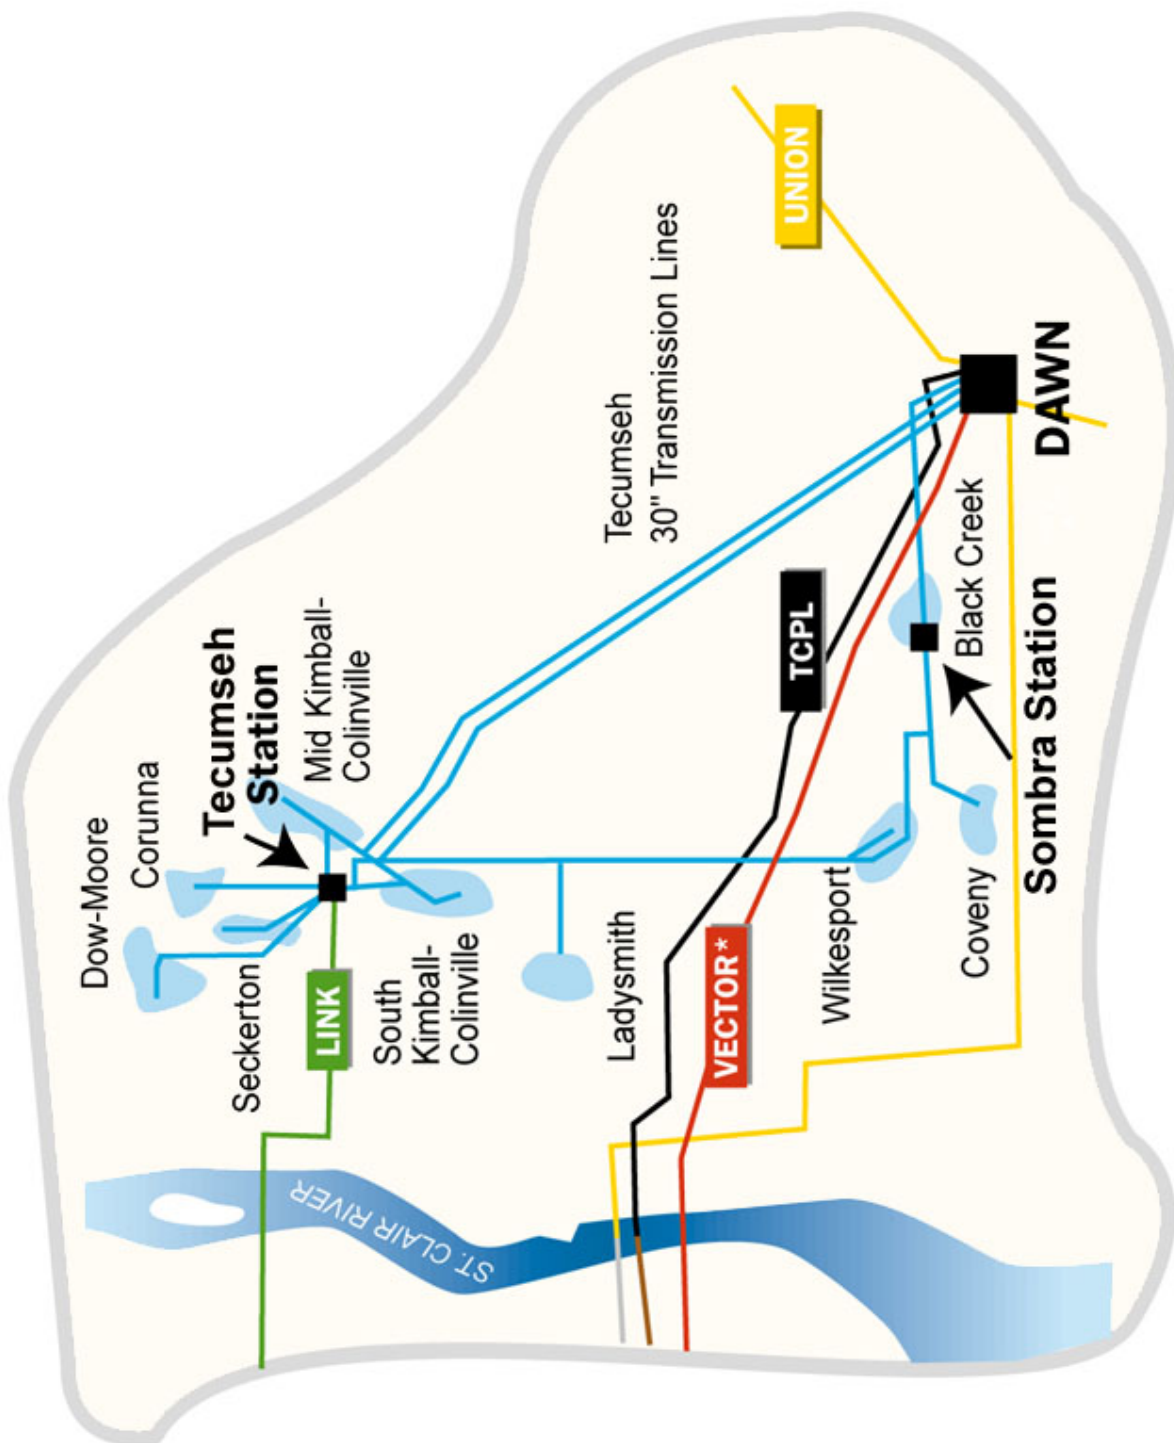 Dow-Moore
Corunna
Seckerton
Tecumseh
Station
Mid Kimball-
Colinville
LINK
South
Kimball-
Colinville
ST. CLAIR RIVER
Tecumseh
30" Transmission Lines
Ladysmith
UNION
TCPL
VECTOR*
Wilkesport
Black Creek
Coveny
Sombra Station
DAWN